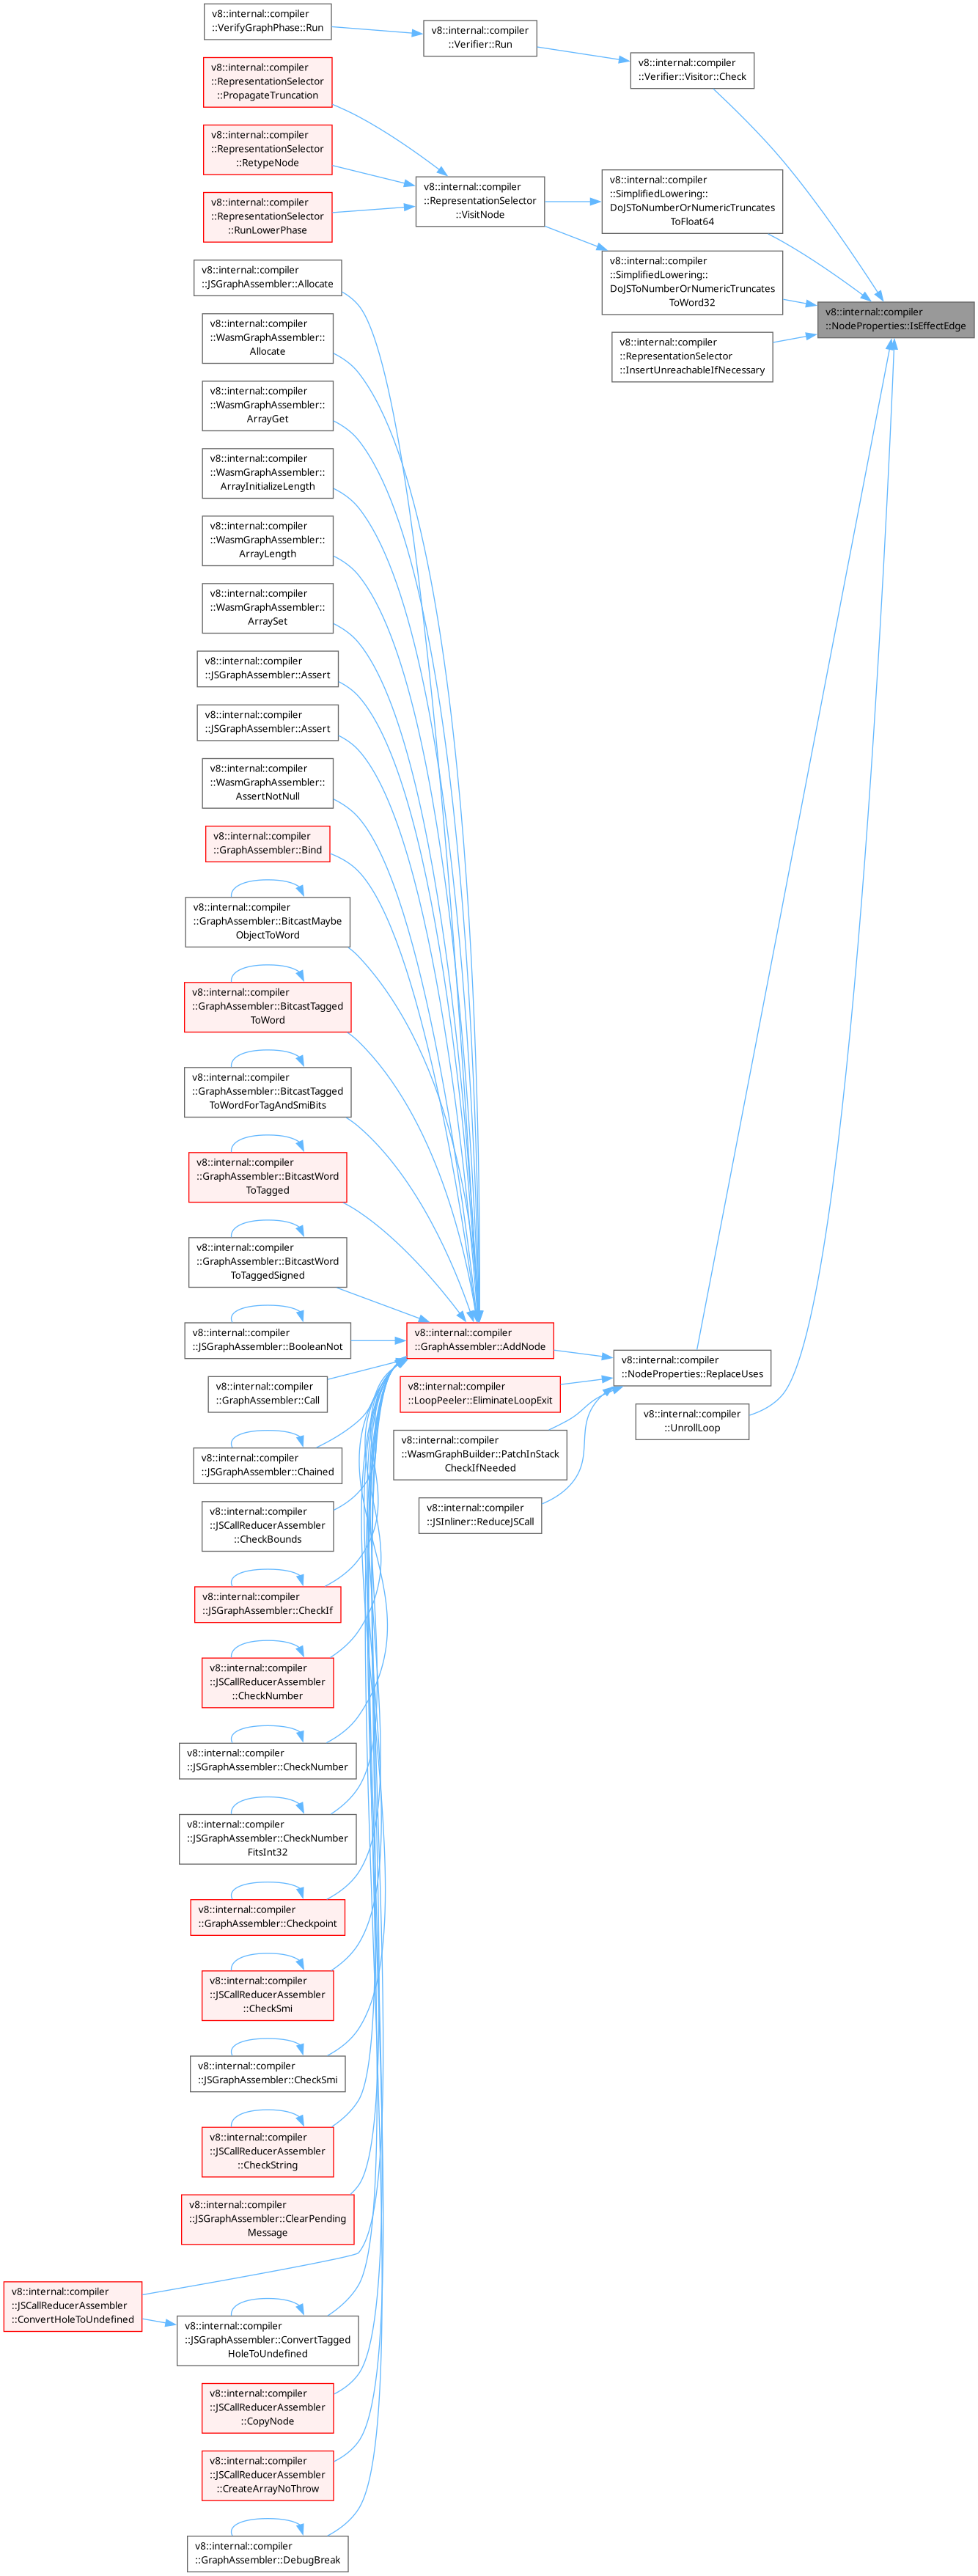 v8::internal::compiler
::VerifyGraphPhase::Run
v8::internal::compiler
::Verifier::Run
v8::internal::compiler
::Verifier::Visitor::Check
v8::internal::compiler
::RepresentationSelector
::PropagateTruncation
v8::internal::compiler
::RepresentationSelector
::RetypeNode
v8::internal::compiler
::RepresentationSelector
::RunLowerPhase
v8::internal::compiler
::RepresentationSelector
::VisitNode
v8::internal::compiler
::SimplifiedLowering::
DoJSToNumberOrNumericTruncates
ToFloat64
v8::internal::compiler
::SimplifiedLowering::
DoJSToNumberOrNumericTruncates
ToWord32
v8::internal::compiler
::NodeProperties::IsEffectEdge
v8::internal::compiler
::RepresentationSelector
::InsertUnreachableIfNecessary
v8::internal::compiler
::JSGraphAssembler::Allocate
v8::internal::compiler
::WasmGraphAssembler::
Allocate
v8::internal::compiler
::WasmGraphAssembler::
ArrayGet
v8::internal::compiler
::WasmGraphAssembler::
ArrayInitializeLength
v8::internal::compiler
::WasmGraphAssembler::
ArrayLength
v8::internal::compiler
::WasmGraphAssembler::
ArraySet
v8::internal::compiler
::JSGraphAssembler::Assert
v8::internal::compiler
::JSGraphAssembler::Assert
v8::internal::compiler
::WasmGraphAssembler::
AssertNotNull
v8::internal::compiler
::GraphAssembler::Bind
v8::internal::compiler
::GraphAssembler::BitcastMaybe
ObjectToWord
v8::internal::compiler
::GraphAssembler::BitcastTagged
ToWord
v8::internal::compiler
::GraphAssembler::BitcastTagged
ToWordForTagAndSmiBits
v8::internal::compiler
::GraphAssembler::BitcastWord
ToTagged
v8::internal::compiler
::GraphAssembler::BitcastWord
ToTaggedSigned
v8::internal::compiler
::JSGraphAssembler::BooleanNot
v8::internal::compiler
::GraphAssembler::AddNode
v8::internal::compiler
::NodeProperties::ReplaceUses
v8::internal::compiler
::GraphAssembler::Call
v8::internal::compiler
::LoopPeeler::EliminateLoopExit
v8::internal::compiler
::UnrollLoop
v8::internal::compiler
::WasmGraphBuilder::PatchInStack
CheckIfNeeded
v8::internal::compiler
::JSGraphAssembler::Chained
v8::internal::compiler
::JSInliner::ReduceJSCall
v8::internal::compiler
::JSCallReducerAssembler
::CheckBounds
v8::internal::compiler
::JSGraphAssembler::CheckIf
v8::internal::compiler
::JSCallReducerAssembler
::CheckNumber
v8::internal::compiler
::JSGraphAssembler::CheckNumber
v8::internal::compiler
::JSGraphAssembler::CheckNumber
FitsInt32
v8::internal::compiler
::GraphAssembler::Checkpoint
v8::internal::compiler
::JSCallReducerAssembler
::CheckSmi
v8::internal::compiler
::JSGraphAssembler::CheckSmi
v8::internal::compiler
::JSCallReducerAssembler
::CheckString
v8::internal::compiler
::JSGraphAssembler::ClearPending
Message
v8::internal::compiler
::JSCallReducerAssembler
::ConvertHoleToUndefined
v8::internal::compiler
::JSGraphAssembler::ConvertTagged
HoleToUndefined
v8::internal::compiler
::JSCallReducerAssembler
::CopyNode
v8::internal::compiler
::JSCallReducerAssembler
::CreateArrayNoThrow
v8::internal::compiler
::GraphAssembler::DebugBreak